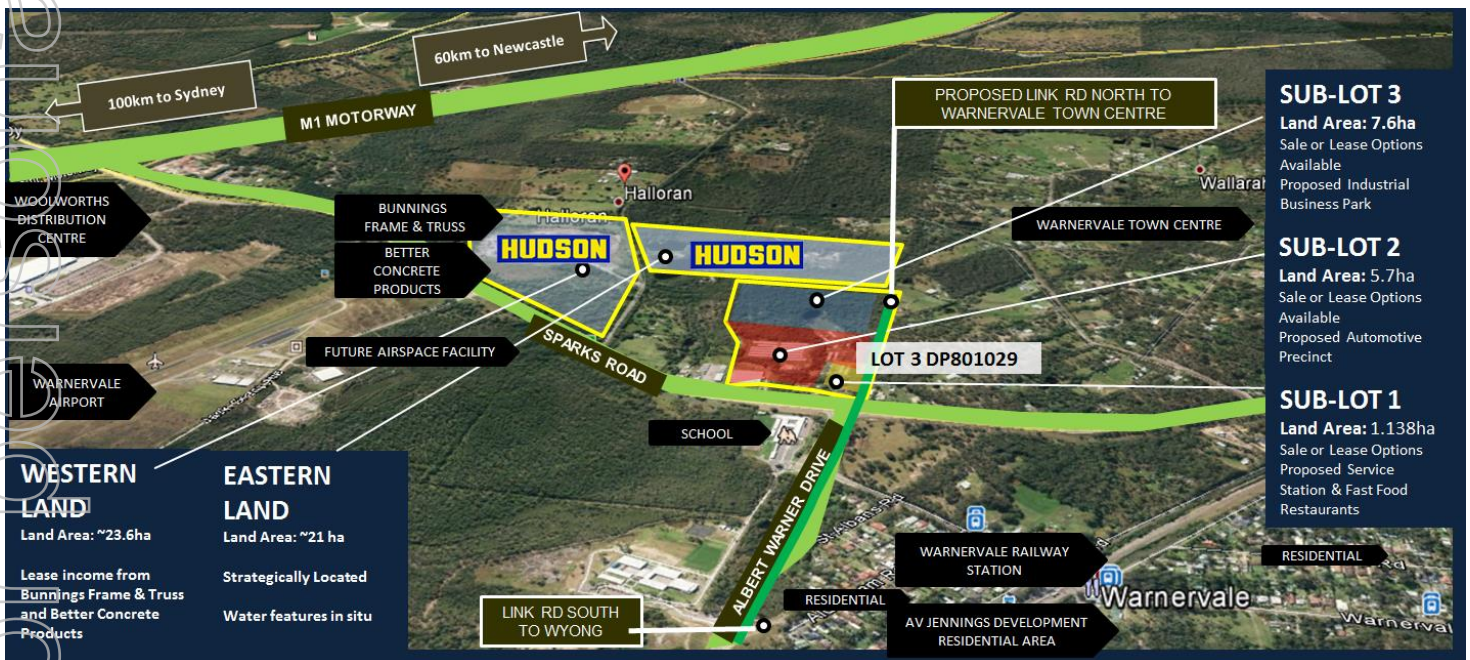 60km to Newcastle
100km to Sydney
M1 MOTORWAY
PROPOSED LINK RD NORTH TO
WARNERVALE TOWN CENTRE
WOOLWORTHS
DISTRIBUTION
CENTRE
BUNNINGS
FRAME & TRUSS
BETTER
CONCRETE
PRODUCTS
Halloran
Halloran
HUDSON
HUDSON
Wallarah
WARNERVALE TOWN CENTRE
FUTURE AIRSPACE FACILITY
SPARKS ROAD
LOT 3 DP801029
WARNERVALE
AIRPORT
SCHOOL
ALBERT WARNER DRIVE
St Albans Rd
WARNERVALE RAILWAY
STATION
RESIDENTIAL
Rd
RESIDENTIAL
Warnervale
Warnerval
AV JENNINGS DEVELOPMENT
RESIDENTIAL AREA
LINK RD SOUTH
TO WYONG
WESTERN
LAND
Land Area: ~23.6ha
Lease income from
Bunnings Frame & Truss
and Better Concrete
Products
EASTERN
LAND
Land Area: ~21 ha
Strategically Located
Water features in situ
SUB-LOT 3
Land Area: 7.6ha
Sale or Lease Options
Available
Proposed Industrial
Business Park
SUB-LOT 2
Land Area: 5.7ha
Sale or Lease Options
Available
Proposed Automotive
Precinct
SUB-LOT 1
Land Area: 1.138ha
Sale or Lease Options
Proposed Service
Station & Fast Food
Restaurants